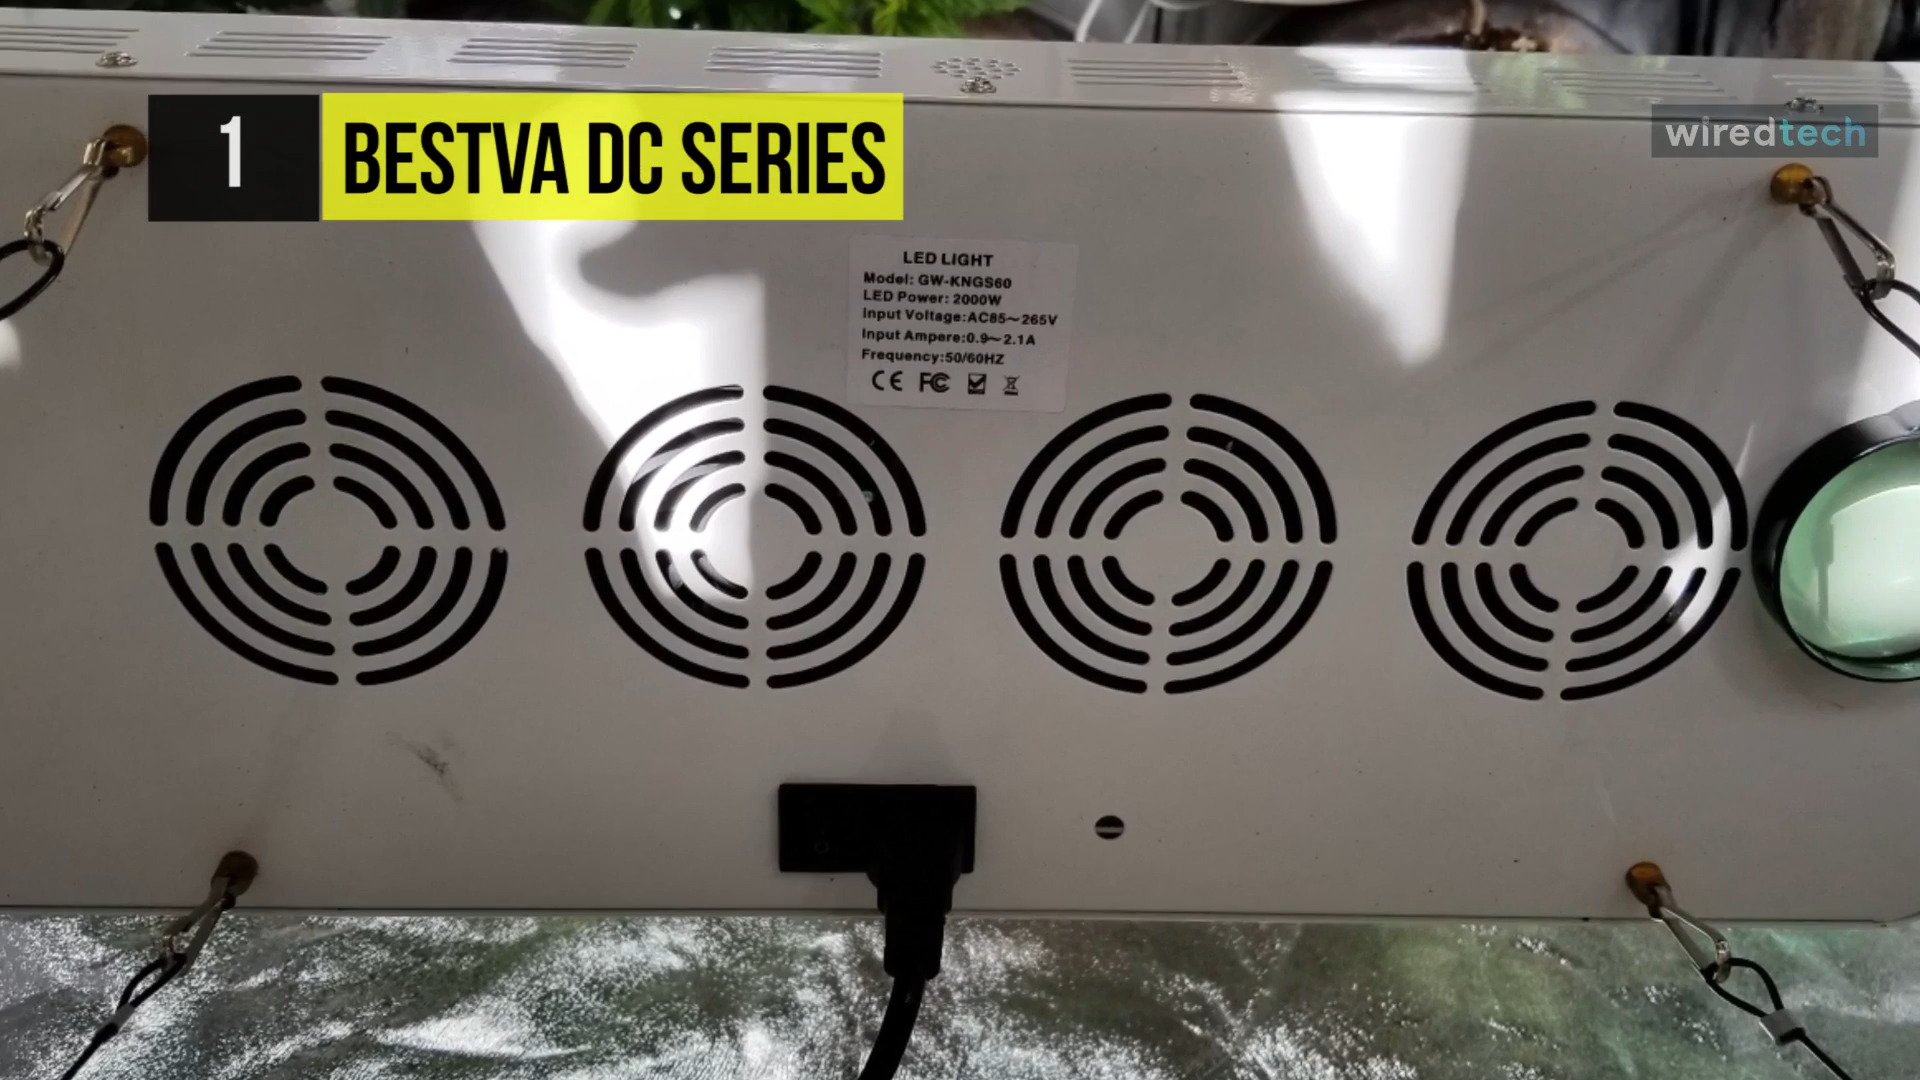 1
BESTVA DC SERIES
wiredtech
LED LIGHT
Model: GW-KNGS60
LED Power: 2000W
Input Voltage:AC85~265V
Input Ampere:0.9~2.1A
Frequency:50/60HZ
CE FC